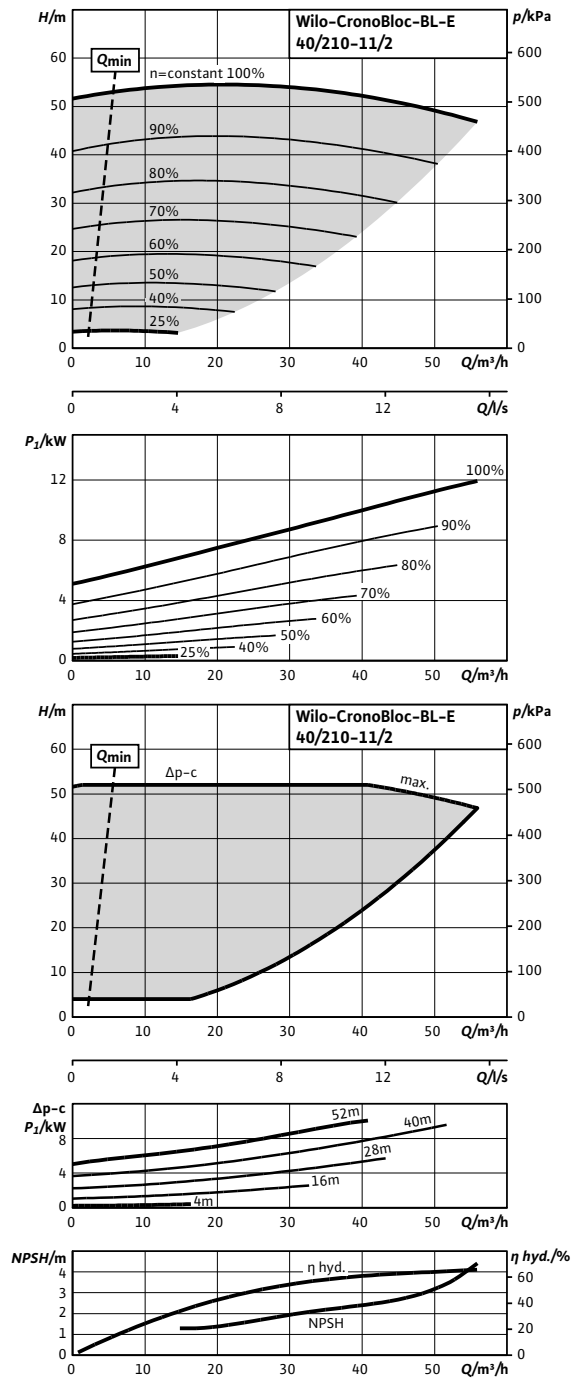 H/m
p/kPa
Wilo-CronoBloc-BL-E
40/210-11/2
Qmin
n=constant 100%
90%
80%
70%
60%
50%
40%
25%
60
50
40
30
20
10
0
600
500
400
300
200
100
0
0 10 20 30 40 50 Q/m³/h
0 4 8 12 Q/l/s
P₁/kW
12
8
4
0
100%
90%
80%
70%
60%
50%
40%
25%
0 10 20 30 40 50 Q/m³/h
H/m
p/kPa
Wilo-CronoBloc-BL-E
40/210-11/2
Qmin
Δp-c
max.
60
50
40
30
20
10
0
600
500
400
300
200
100
0
0 10 20 30 40 50 Q/m³/h
0 4 8 12 Q/l/s
Δp-c
P₁/kW
8
4
0
52m
40m
28m
16m
4m
0 10 20 30 40 50 Q/m³/h
NPSH/m
η hyd./%
4
3
2
1
0
60
40
20
0
η hyd.
NPSH
0 10 20 30 40 50 Q/m³/h